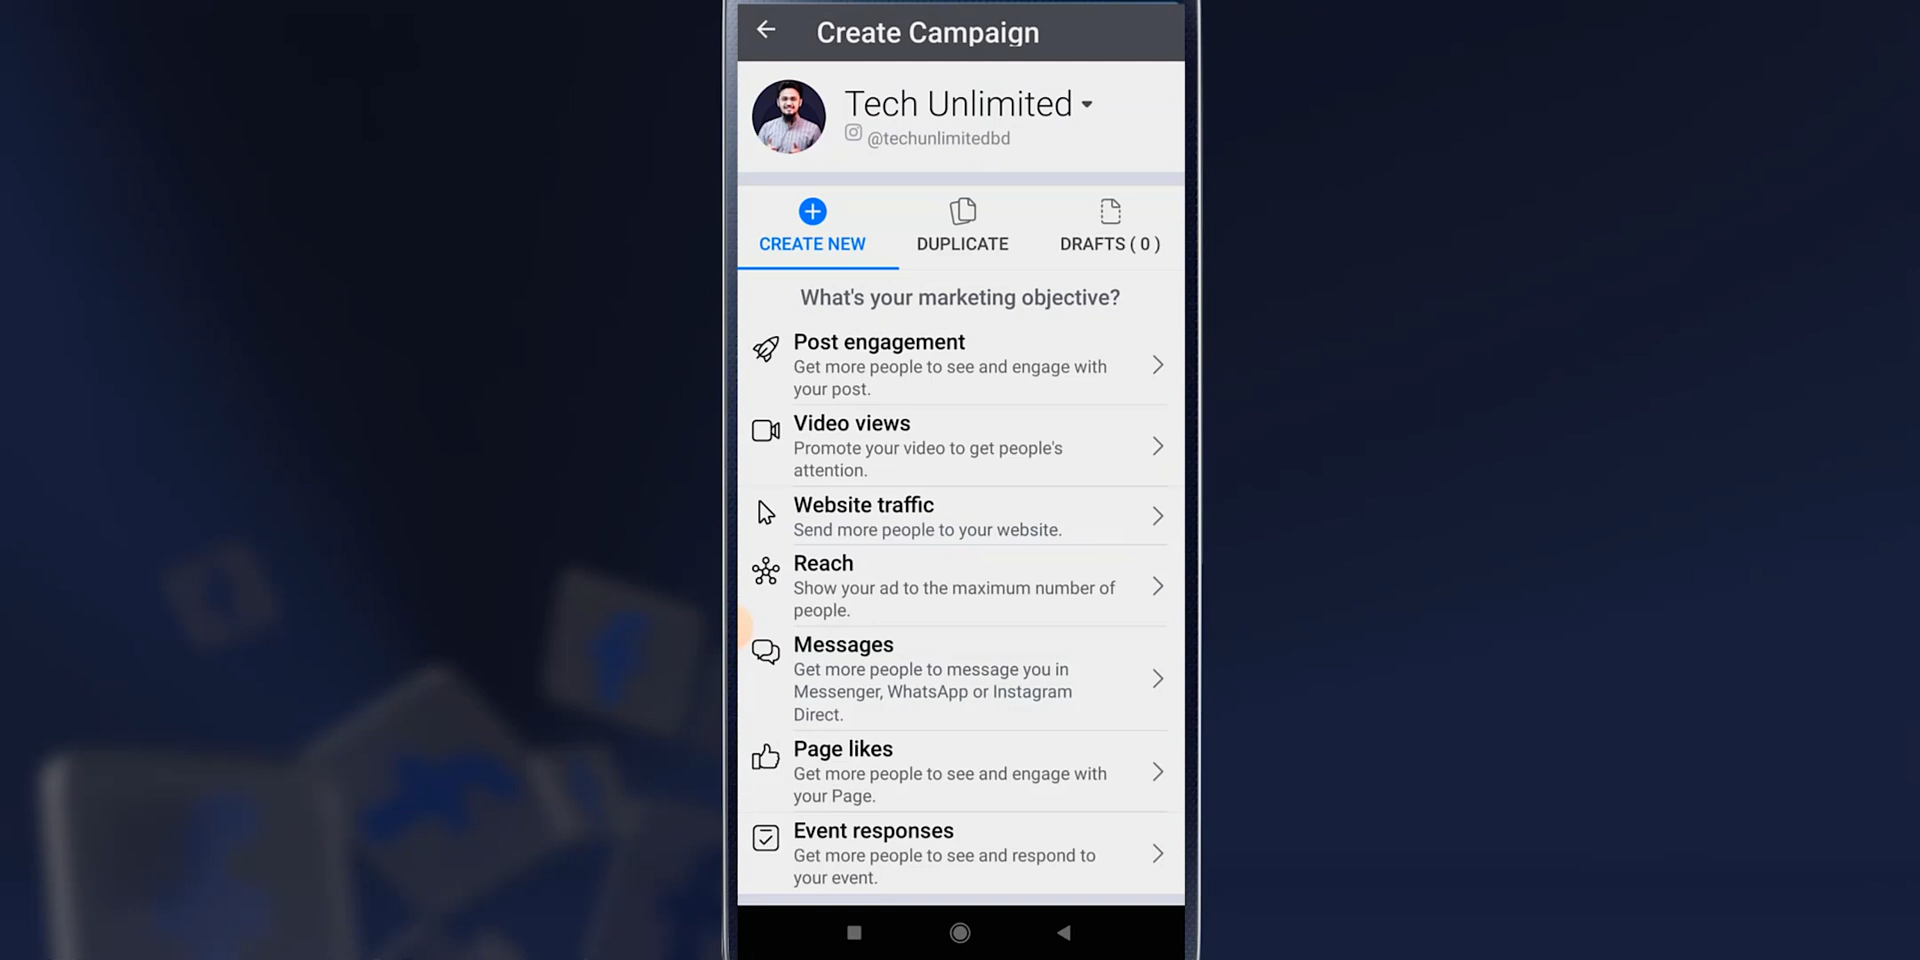 Create Campaign
Tech Unlimited
@techunlimitedbd
CREATE NEW
DUPLICATE
DRAFTS ( 0 )
What's your marketing objective?
Post engagement
Get more people to see and engage with
your post.
Video views
Promote your video to get people's
attention.
Website traffic
Send more people to your website.
Reach
Show your ad to the maximum number of
people.
Messages
Get more people to message you in
Messenger, WhatsApp or Instagram
Direct.
Page likes
Get more people to see and engage with
your Page.
Event responses
Get more people to see and respond to
your event.